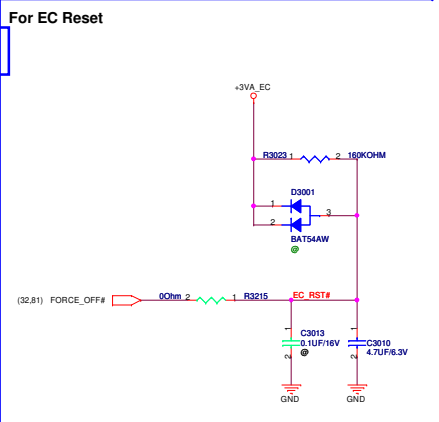 For EC Reset
+3VA_EC
R3023 1 2 160KOHM
D3001
1
3
2
BAT54AW
@
(32,81) FORCE_OFF# 0Ohm 2 1 R3215 EC_RST#
1 1
C3013
0.1UF/16V
@
C3010
4.7UF/6.3V
2 2
GND GND